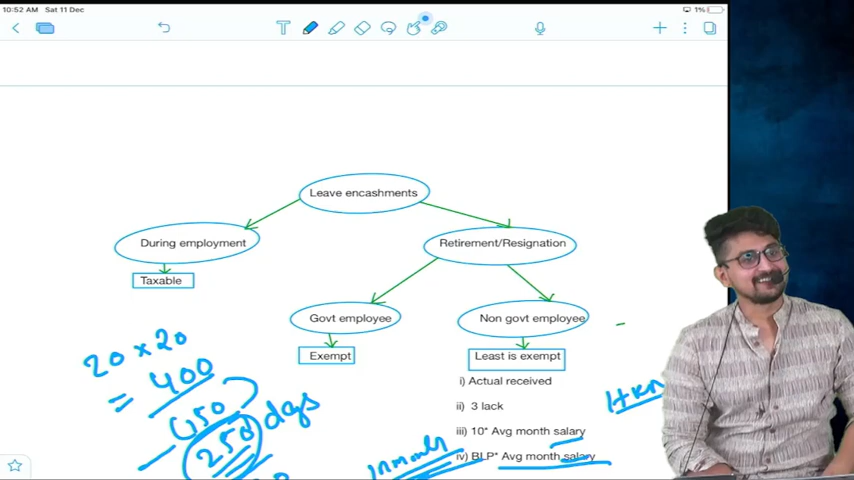 10:52 AM Sat 11 Dec
1%
T
Leave encashments
During employment
Retirement/Resignation
Taxable
Govt employee
Non govt employee
Exempt
Least is exempt
i) Actual received
ii) 3 lack
iii) 10* Avg month salary
iv) BLP* Avg month salary
20 x 20
= 400
150
250 days